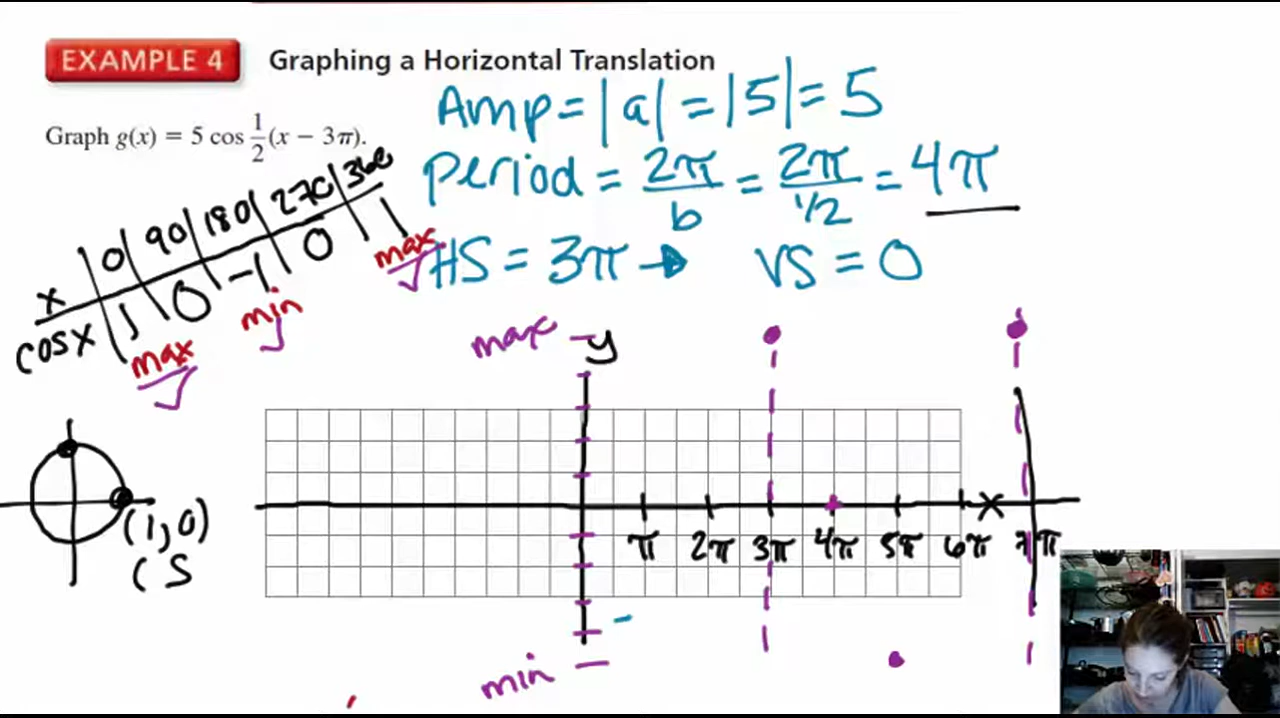 EXAMPLE 4 Graphing a Horizontal Translation
Amp = |a| = |5| = 5
Graph g(x) = 5 cos 1/2 (x − 3π).
Period = 2π/b = 2π/1/2 = 4π
HS = 3π → VS = 0
x 0 90 180 270 360
cosx 1 0 -1 0 1
max min max
max y
(1,0)
(S
π 2π 3π 4π 5π 6π x 7π
min